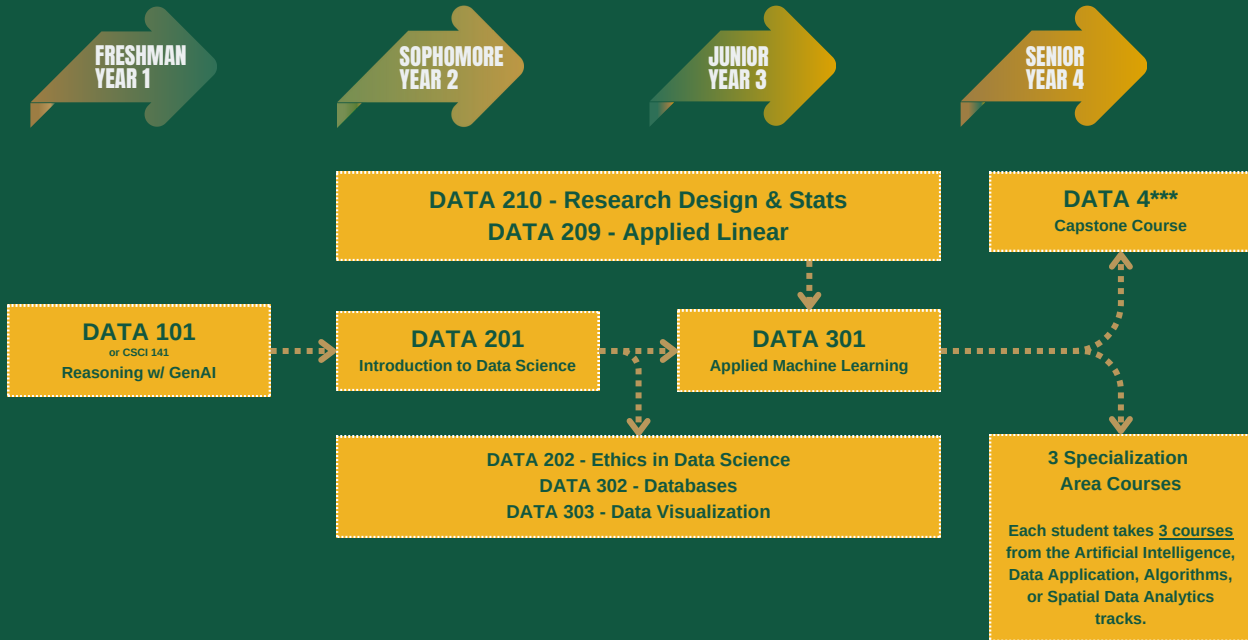 FRESHMAN
YEAR 1
SOPHOMORE
YEAR 2
JUNIOR
YEAR 3
SENIOR
YEAR 4
DATA 210 - Research Design & Stats
DATA 209 - Applied Linear
DATA 4***
Capstone Course
DATA 101
or CSCI 141
Reasoning w/ GenAI
DATA 201
Introduction to Data Science
DATA 301
Applied Machine Learning
DATA 202 - Ethics in Data Science
DATA 302 - Databases
DATA 303 - Data Visualization
3 Specialization
Area Courses
Each student takes 3 courses
from the Artificial Intelligence,
Data Application, Algorithms,
or Spatial Data Analytics
tracks.